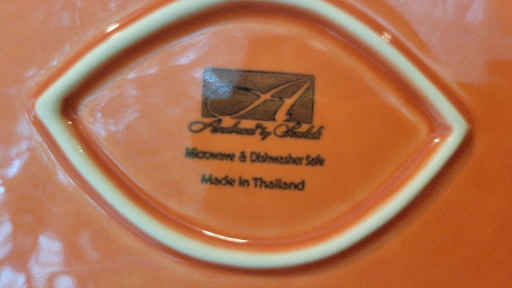 A
Andrea by Sadek
Microwave & Dishwasher Safe
Made in Thailand